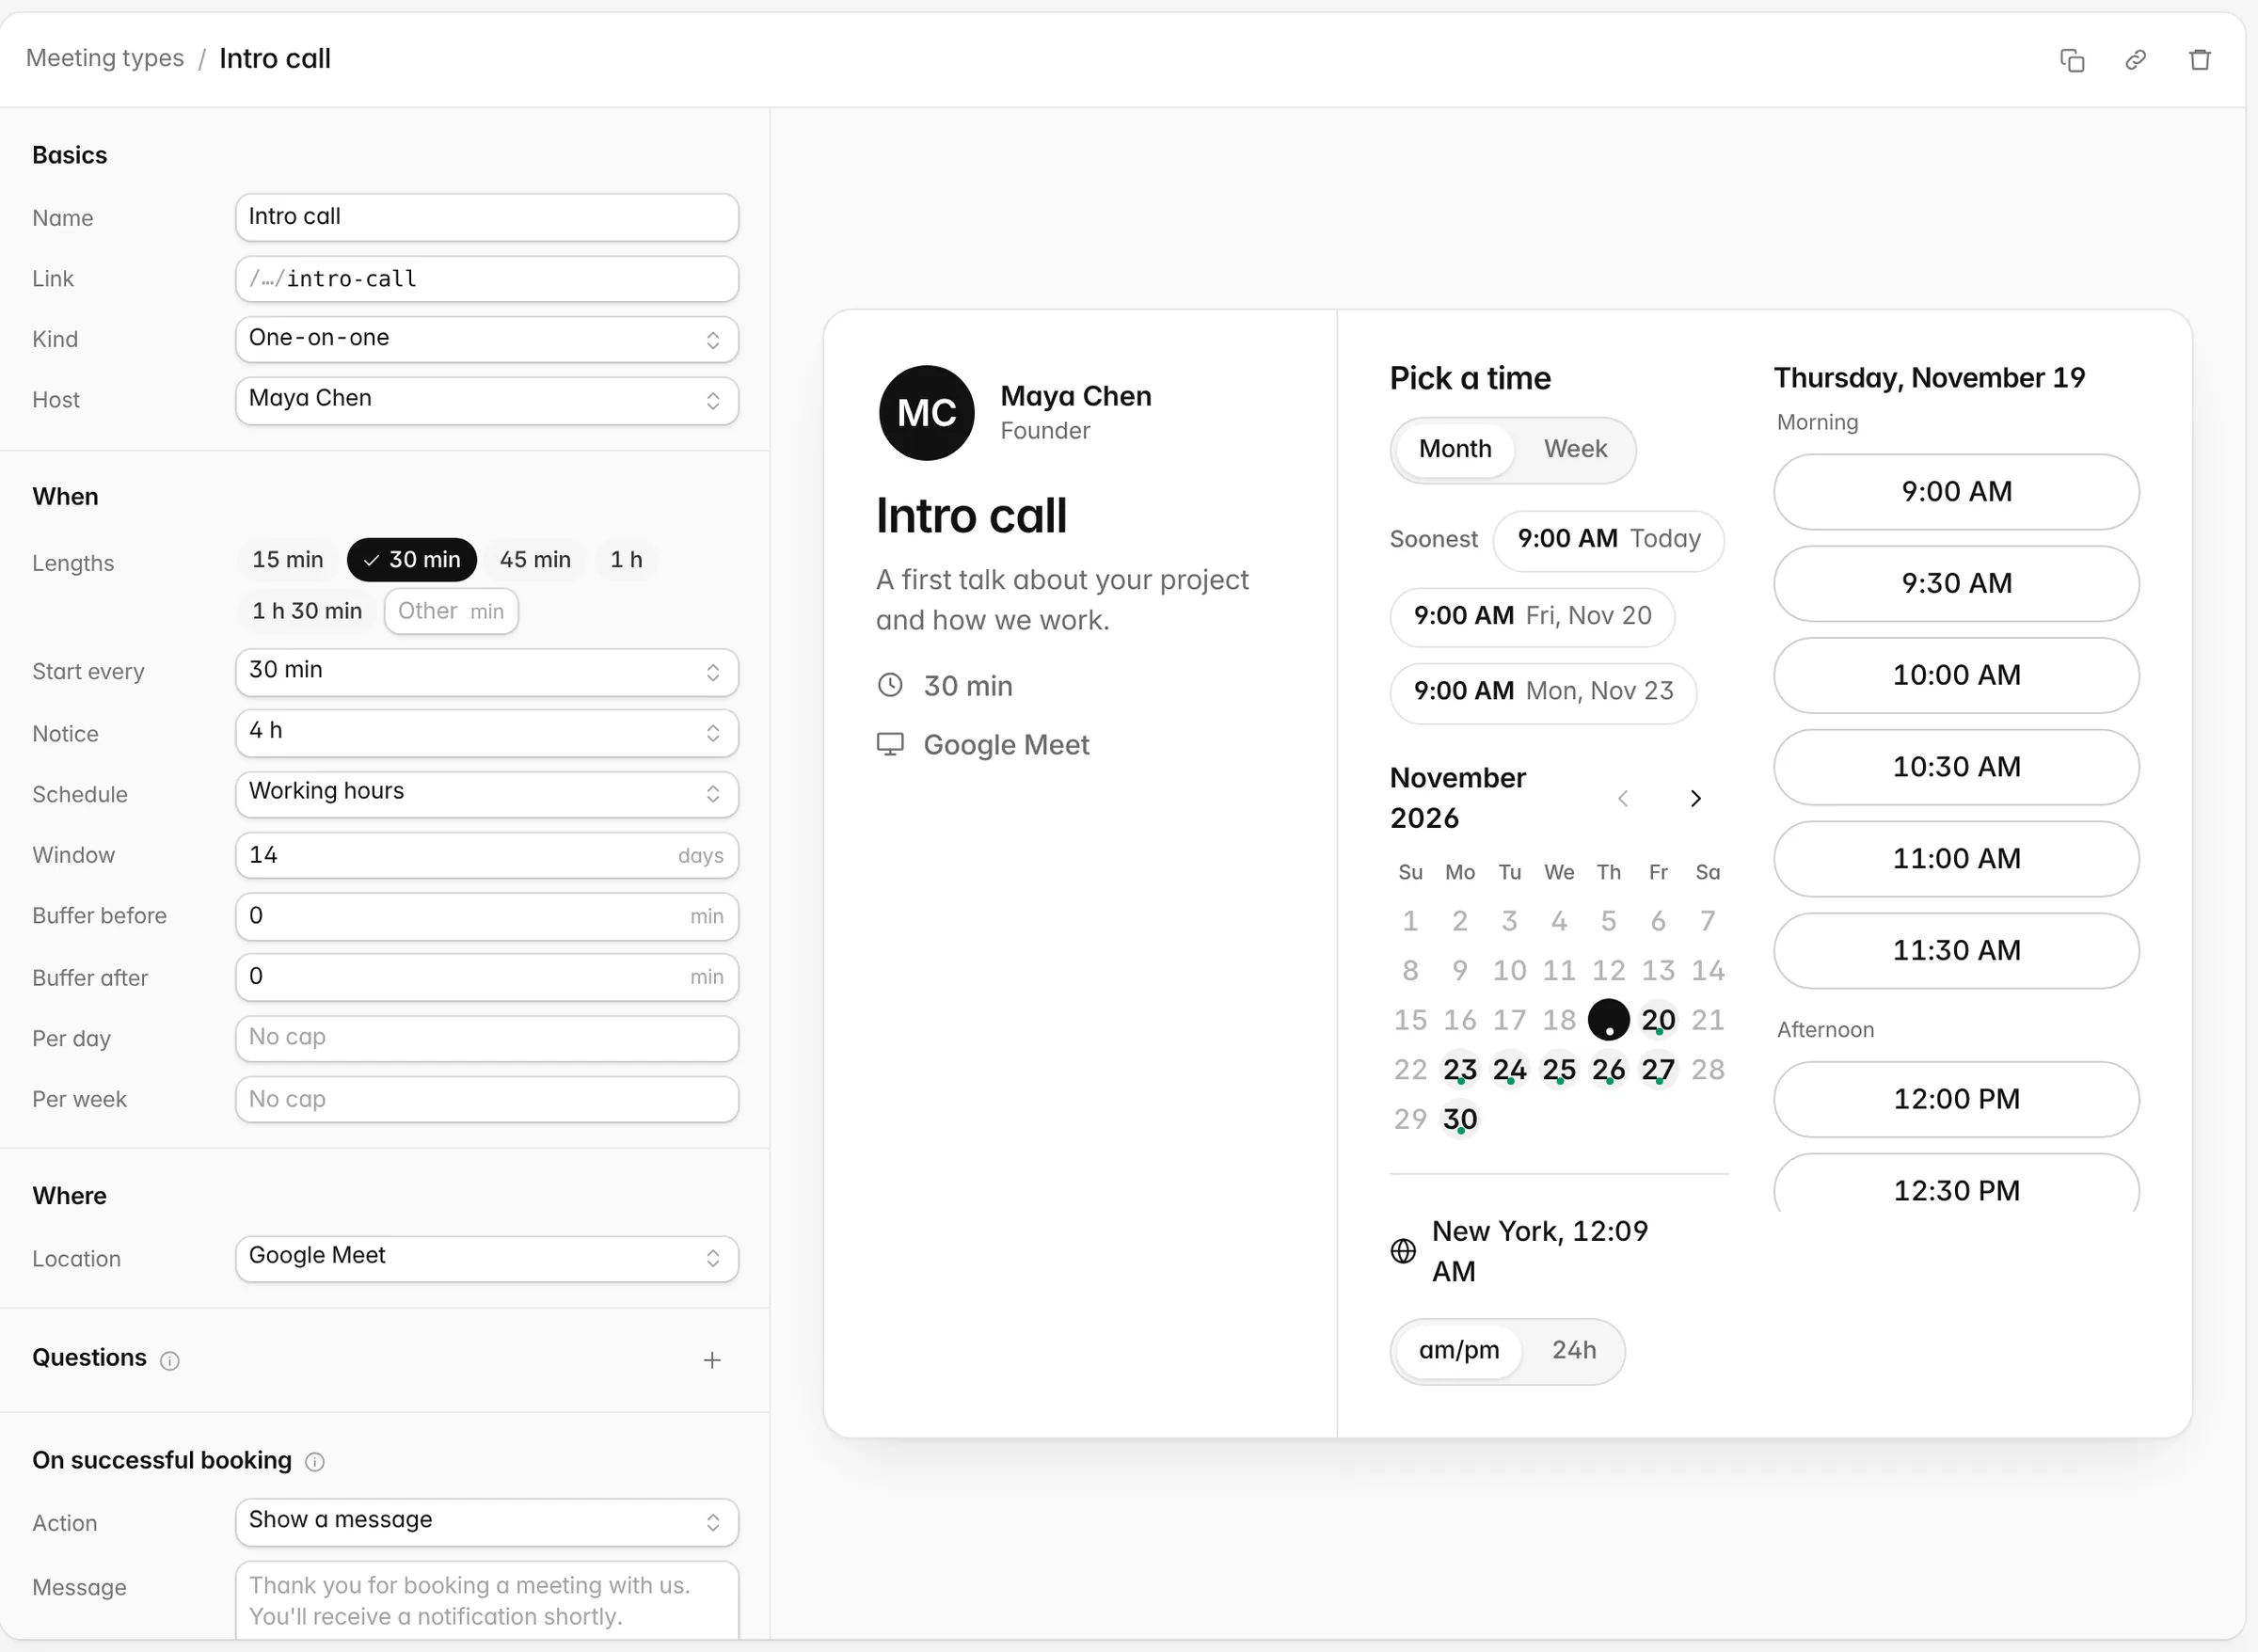 Meeting types / Intro call
Basics
Name
Intro call
Link
/…/intro-call
Kind
One-on-one
Host
Maya Chen
When
Lengths
15 min
30 min
45 min
1 h
1 h 30 min
Other min
Start every
30 min
Notice
4 h
Schedule
Working hours
Window
14 days
Buffer before
0 min
Buffer after
0 min
Per day
No cap
Per week
No cap
Where
Location
Google Meet
Questions
On successful booking
Action
Show a message
Message
Thank you for booking a meeting with us.
You'll receive a notification shortly.
MC
Maya Chen
Founder
Intro call
A first talk about your project
and how we work.
30 min
Google Meet
Pick a time
Month Week
Soonest 9:00 AM Today
9:00 AM Fri, Nov 20
9:00 AM Mon, Nov 23
November
2026
Su Mo Tu We Th Fr Sa
1 2 3 4 5 6 7
8 9 10 11 12 13 14
15 16 17 18 20 21
22 23 24 25 26 27 28
29 30
New York, 12:09
AM
am/pm 24h
Thursday, November 19
Morning
9:00 AM
9:30 AM
10:00 AM
10:30 AM
11:00 AM
11:30 AM
Afternoon
12:00 PM
12:30 PM